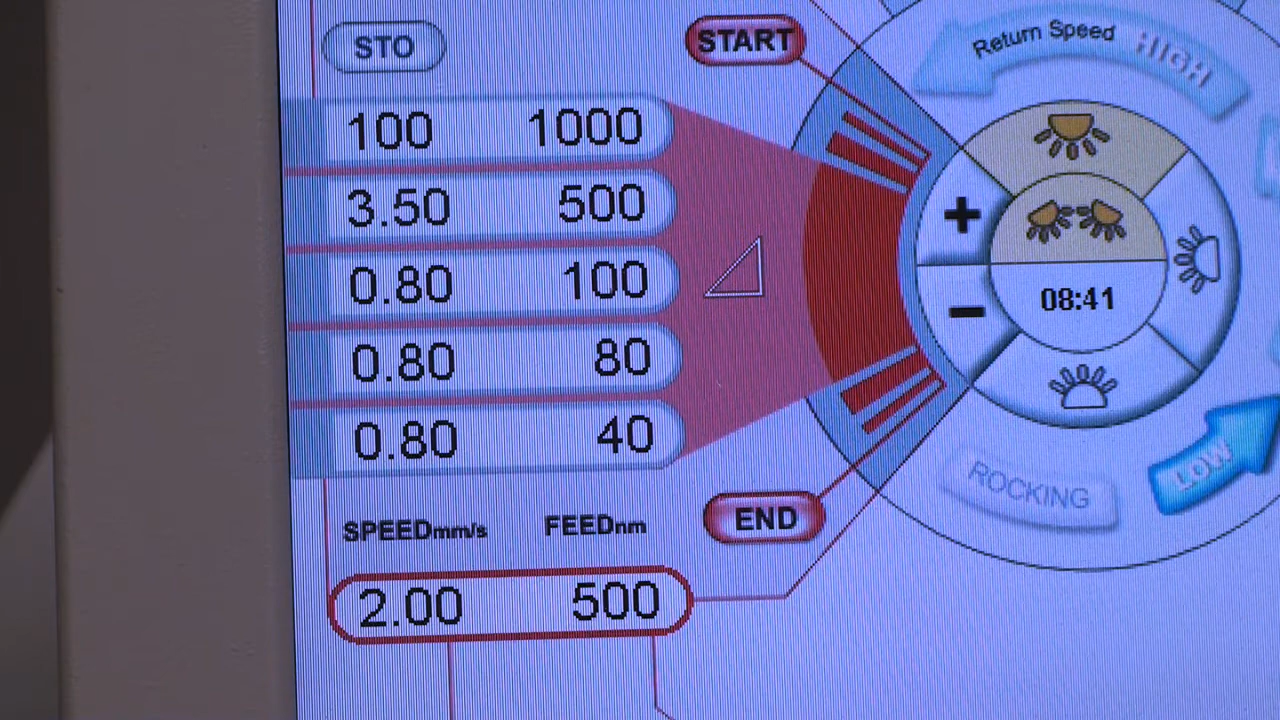 STO
START
Return Speed HIGH
100 1000
3.50 500
0.80 100
0.80 80
0.80 40
+
−
08:41
LOW
ROCKING
END
SPEEDmm/s FEEDnm
2.00 500